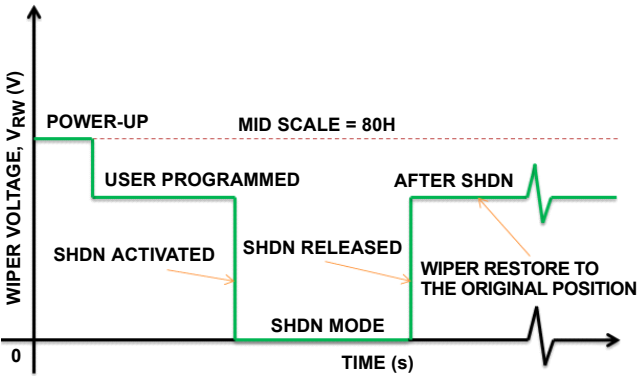 WIPER VOLTAGE, VRW (V)
POWER-UP
MID SCALE = 80H
USER PROGRAMMED
AFTER SHDN
SHDN ACTIVATED
SHDN RELEASED
WIPER RESTORE TO
THE ORIGINAL POSITION
SHDN MODE
0
TIME (s)